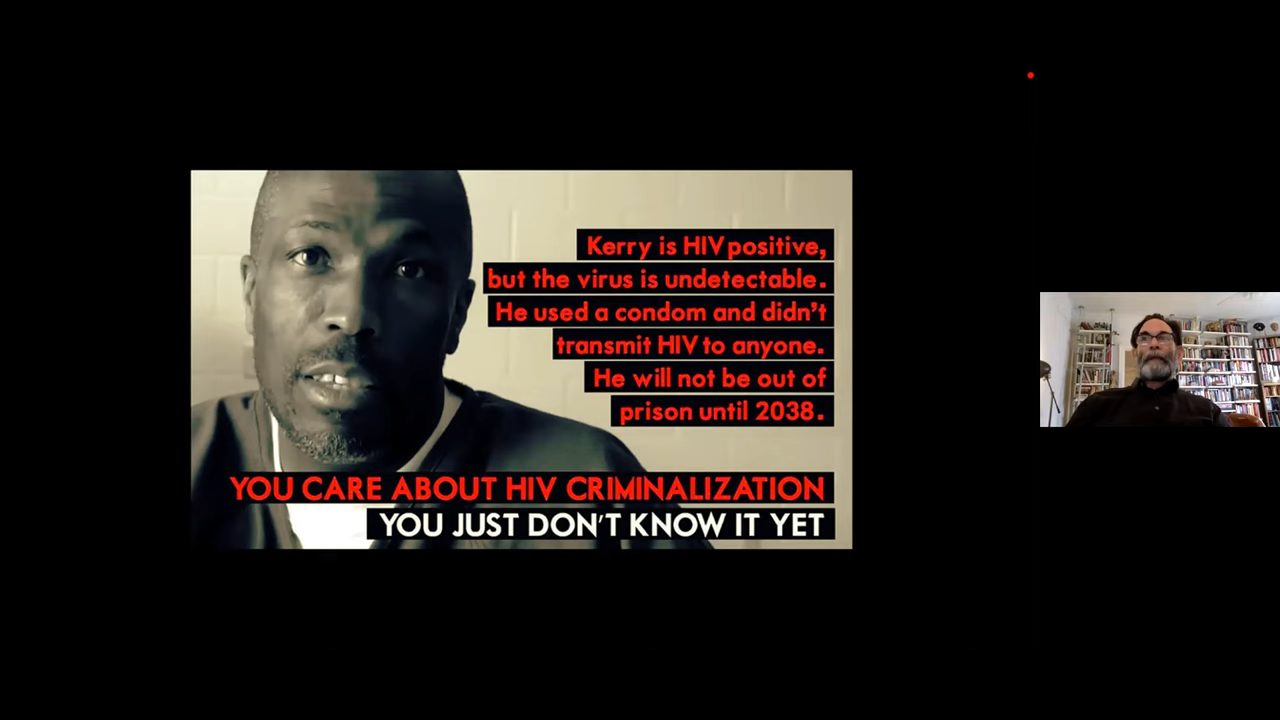 Kerry is HIV positive,
but the virus is undetectable.
He used a condom and didn't
transmit HIV to anyone.
He will not be out of
prison until 2038.
YOU CARE ABOUT HIV CRIMINALIZATION
YOU JUST DON'T KNOW IT YET